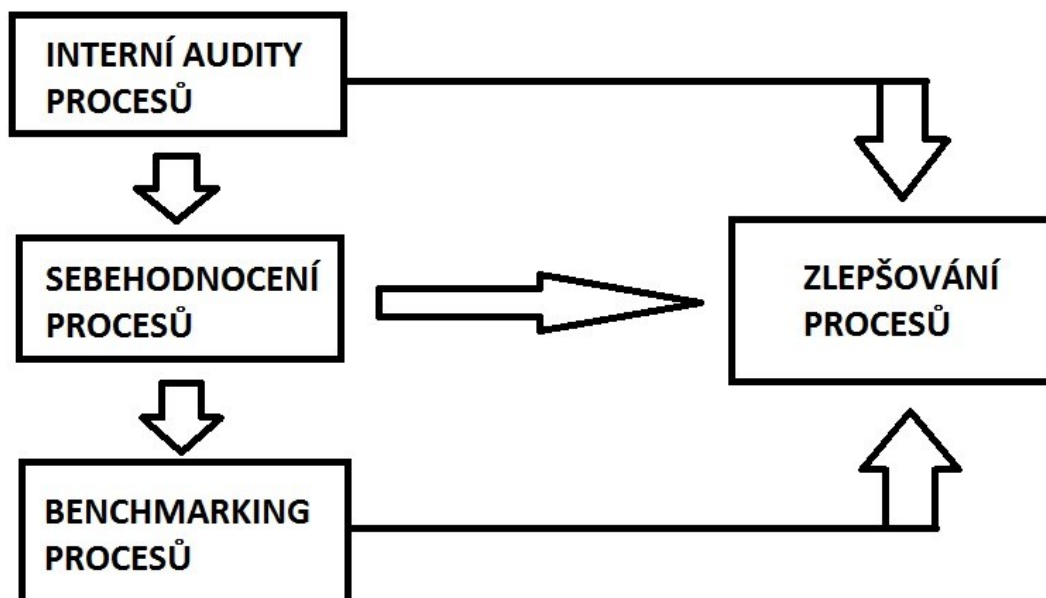 INTERNÍ AUDITY
PROCESŮ
SEBEHODNOCENÍ
PROCESŮ
ZLEPŠOVÁNÍ
PROCESŮ
BENCHMARKING
PROCESŮ